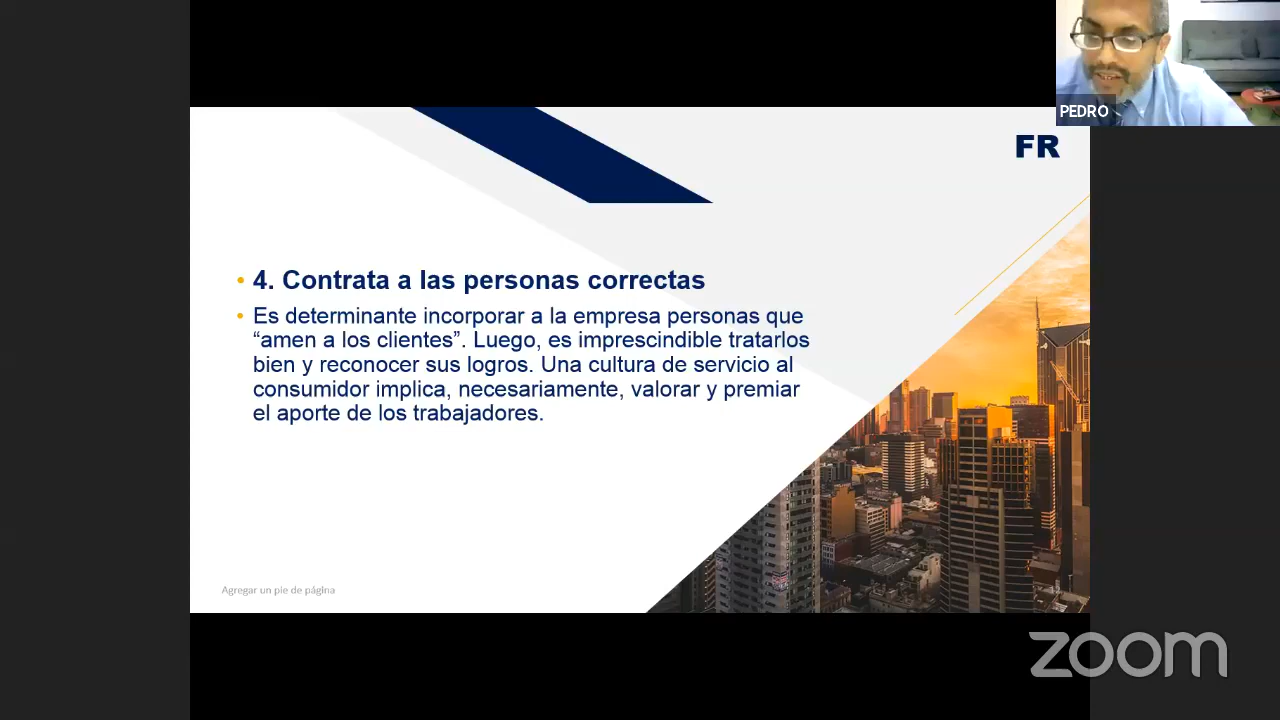 PEDRO
FR
• 4. Contrata a las personas correctas
• Es determinante incorporar a la empresa personas que
“amen a los clientes”. Luego, es imprescindible tratarlos
bien y reconocer sus logros. Una cultura de servicio al
consumidor implica, necesariamente, valorar y premiar
el aporte de los trabajadores.
Agregar un pie de página
zoom